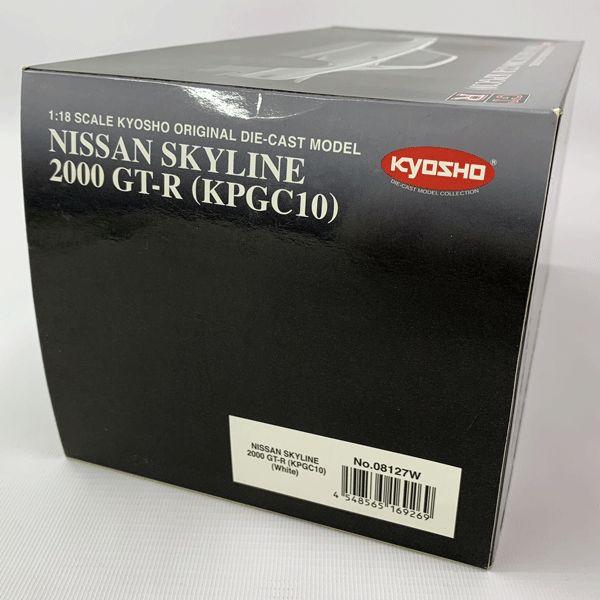 1:18 SCALE KYOSHO ORIGINAL DIE-CAST MODEL
NISSAN SKYLINE
2000 GT-R (KPGC10)
KYOSHO®
DIE-CAST MODEL COLLECTION
NISSAN SKYLINE
2000 GT-R (KPGC10)
(White)
No.08127W
4 548565 169269